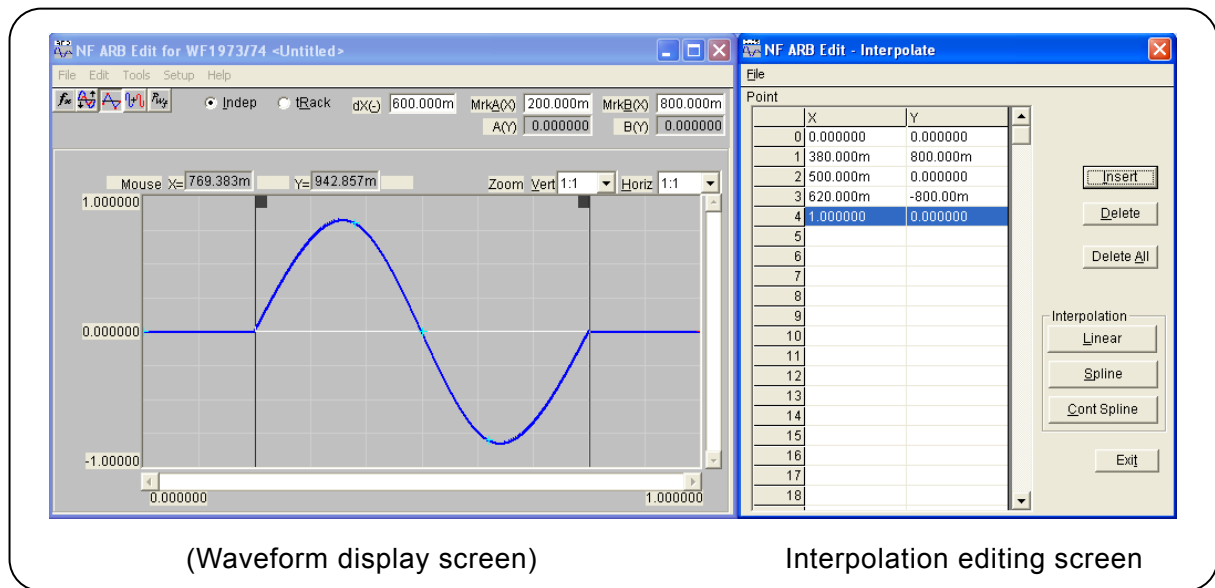 NF ARB Edit for WF1973/74 <Untitled>
File Edit Tools Setup Help
Indep tRack dX(-) 600.000m MrkA(X) 200.000m MrkB(X) 800.000m
A(Y) 0.000000 B(Y) 0.000000
Mouse X= 769.383m Y= 942.857m Zoom Vert 1:1 Horiz 1:1
1.000000
0.000000
-1.00000
0.000000 1.000000
(Waveform display screen)
NF ARB Edit - Interpolate
File
Point
X Y
0 0.000000 0.000000
1 380.000m 800.000m
2 500.000m 0.000000
3 620.000m -800.00m
4 1.000000 0.000000
5
6
7
8
9
10
11
12
13
14
15
16
17
18
Insert
Delete
Delete All
Interpolation
Linear
Spline
Cont Spline
Exit
Interpolation editing screen